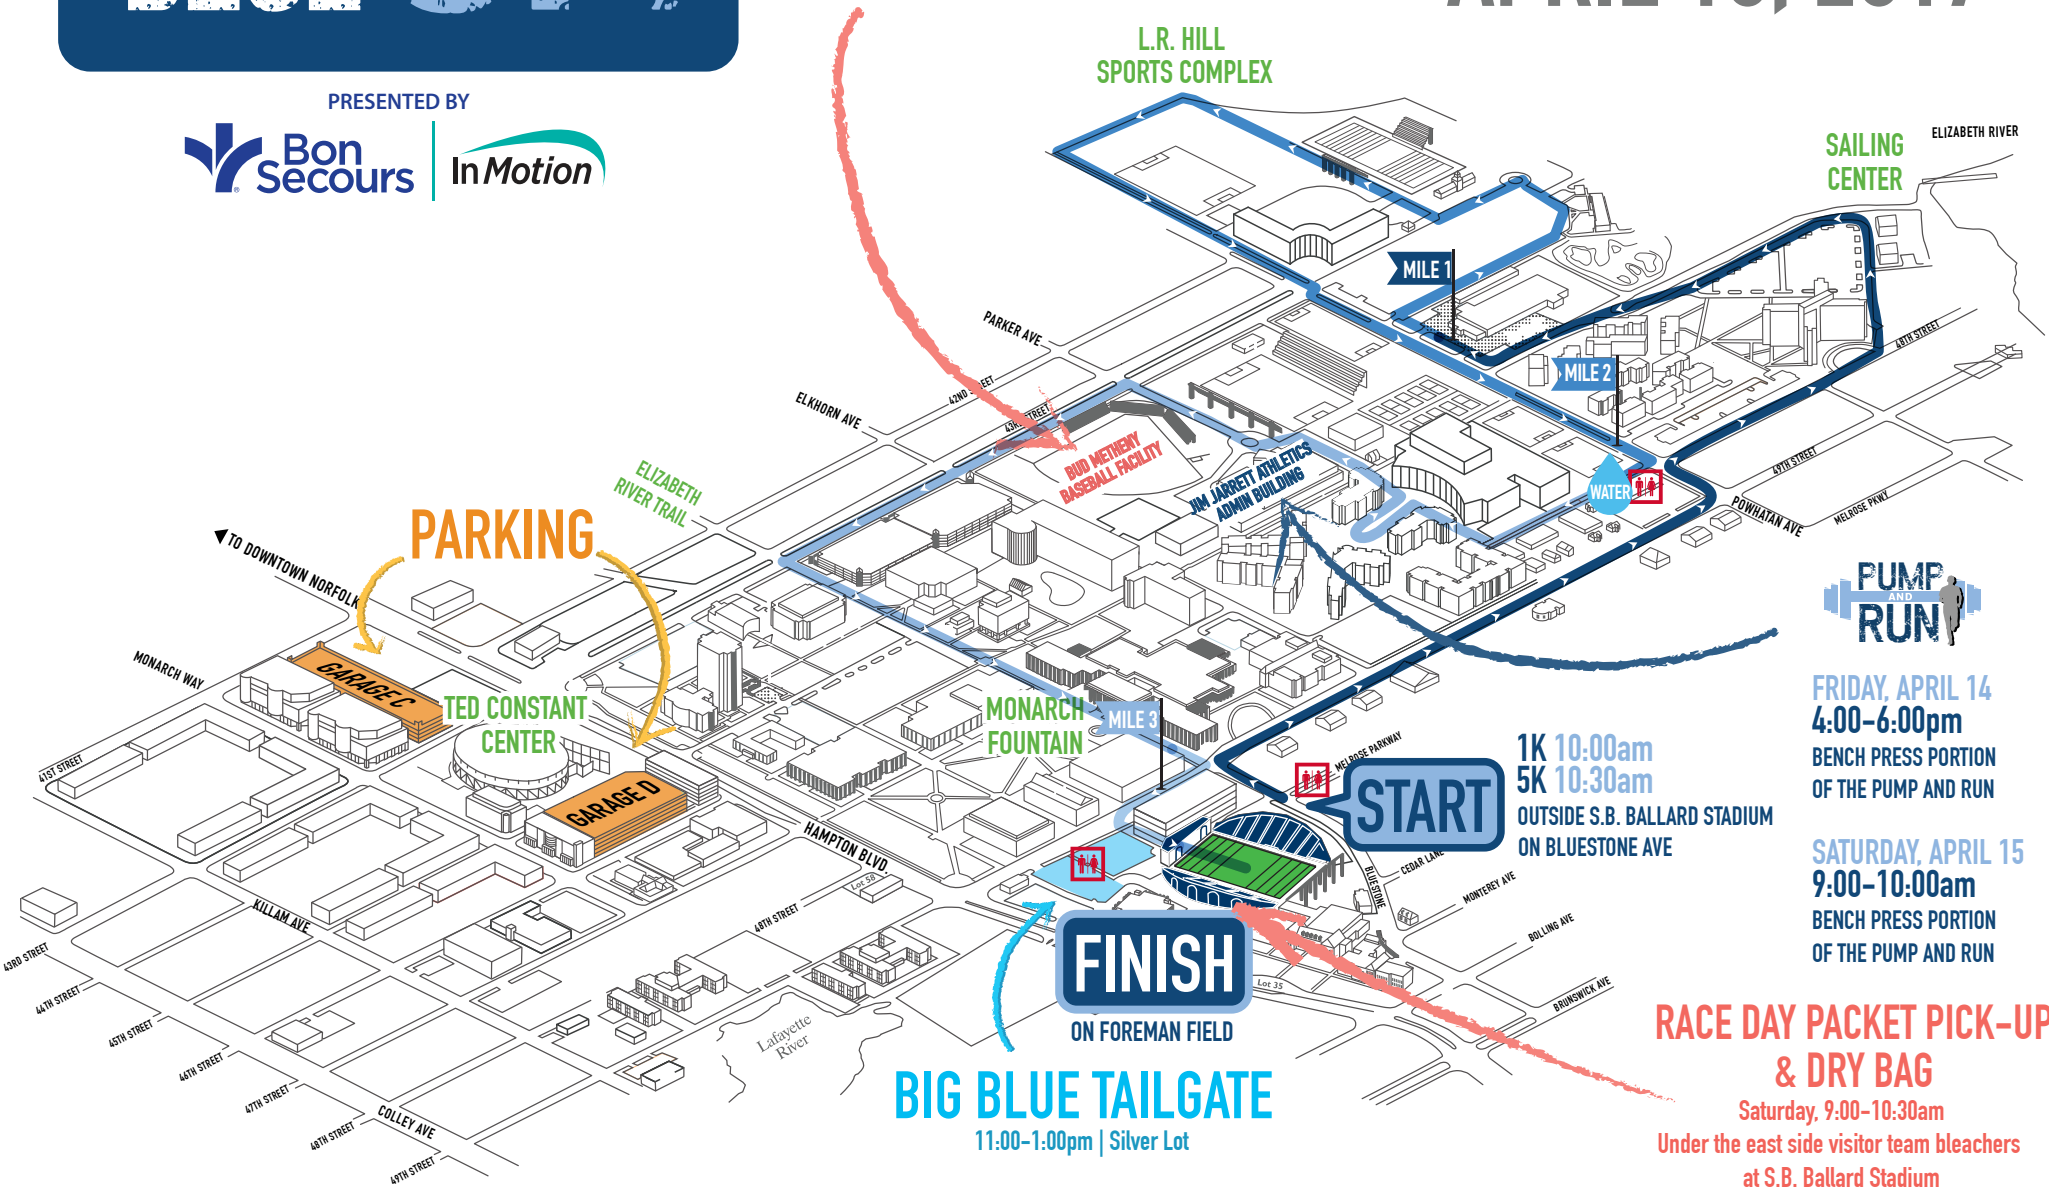 L.R. HILL
SPORTS COMPLEX
PRESENTED BY
Bon
Secours
In Motion
ELIZABETH RIVER
SAILING
CENTER
MILE 1
PARKER AVE
48TH STREET
MILE 2
42ND STREET
ELKHORN AVE
43RD STREET
BUD METHENY
BASEBALL FACILITY
JIM JARRETT ATHLETICS
ADMIN BUILDING
49TH STREET
ELIZABETH
RIVER TRAIL
WATER
POWHATAN AVE
MELROSE PKWY
PARKING
TO DOWNTOWN NORFOLK
PUMP
AND
RUN
MONARCH WAY
GARAGE C
TED CONSTANT
CENTER
MONARCH
FOUNTAIN
MILE 3
FRIDAY, APRIL 14
4:00-6:00pm
BENCH PRESS PORTION
OF THE PUMP AND RUN
MELROSE PARKWAY
1K 10:00am
5K 10:30am
OUTSIDE S.B. BALLARD STADIUM
ON BLUESTONE AVE
START
41ST STREET
GARAGE D
HAMPTON BLVD.
SATURDAY, APRIL 15
9:00-10:00am
BENCH PRESS PORTION
OF THE PUMP AND RUN
CEDAR LANE
BLUESTONE
MONTEREY AVE
Lot 58
KILLAM AVE
48TH STREET
BOLLING AVE
43RD STREET
FINISH
ON FOREMAN FIELD
Lot 35
BRUNSWICK AVE
44TH STREET
45TH STREET
46TH STREET
47TH STREET
48TH STREET
49TH STREET
COLLEY AVE
Lafayette
River
BIG BLUE TAILGATE
11:00-1:00pm | Silver Lot
RACE DAY PACKET PICK-UP
& DRY BAG
Saturday, 9:00-10:30am
Under the east side visitor team bleachers
at S.B. Ballard Stadium